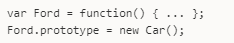 var Ford = function() { ... };
Ford.prototype = new Car();